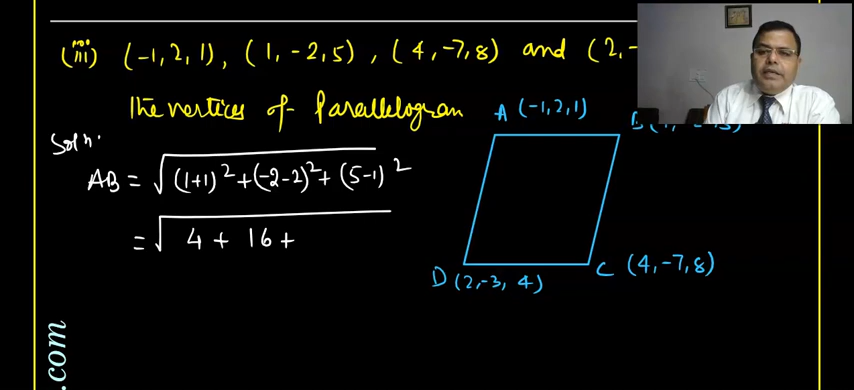 (iii) (-1,2,1), (1,-2,5), (4,-7,8) and (2,-
the vertices of Parallelogram
A (-1,2,1)
Solⁿ.
AB = √(1+1)² + (-2-2)² + (5-1)²
= √4 + 16 +
D (2,-3, 4)
C (4,-7,8)
.com